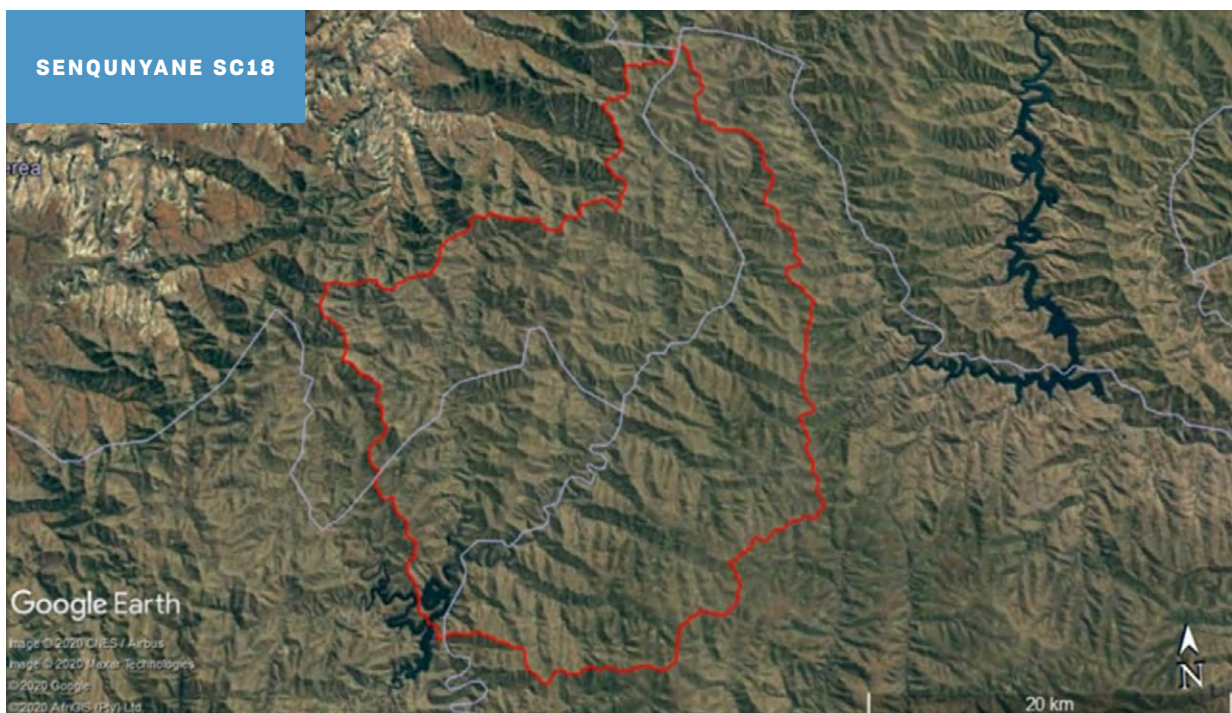 SENQUNYANE SC18
erea
Google Earth
Image © 2020 CNES / Airbus
Image © 2020 Maxar Technologies
© 2020 Google
© 2020 AfriGIS (Pty) Ltd.
20 km
N